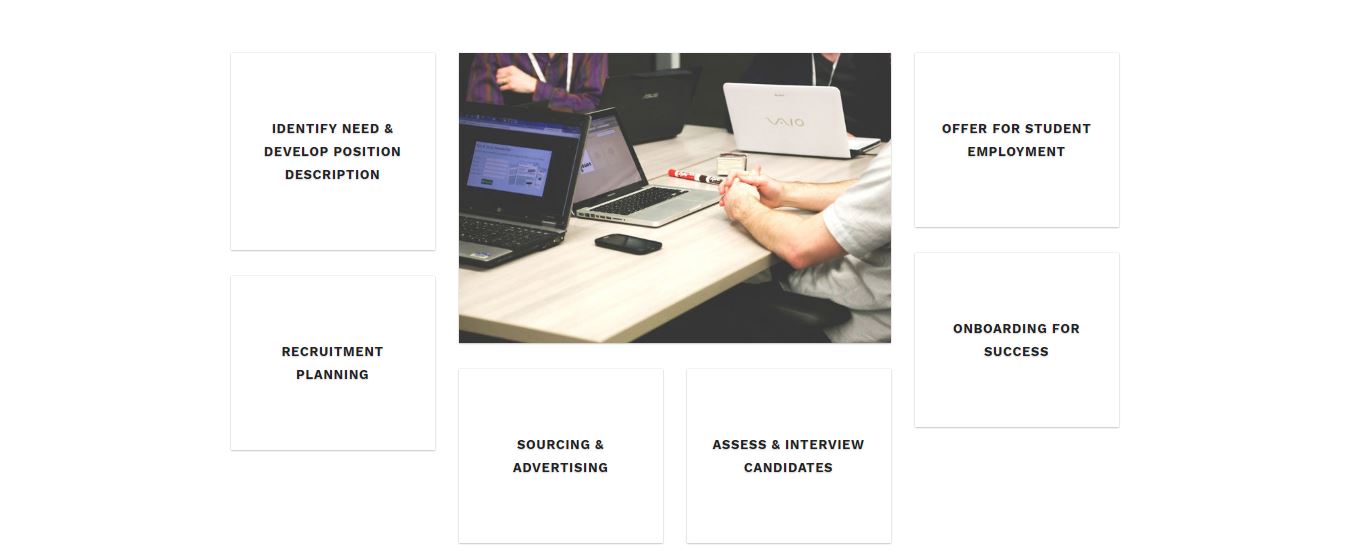 IDENTIFY NEED &
DEVELOP POSITION
DESCRIPTION
RECRUITMENT
PLANNING
VAIO
ASUS
SOURCING &
ADVERTISING
ASSESS & INTERVIEW
CANDIDATES
OFFER FOR STUDENT
EMPLOYMENT
ONBOARDING FOR
SUCCESS